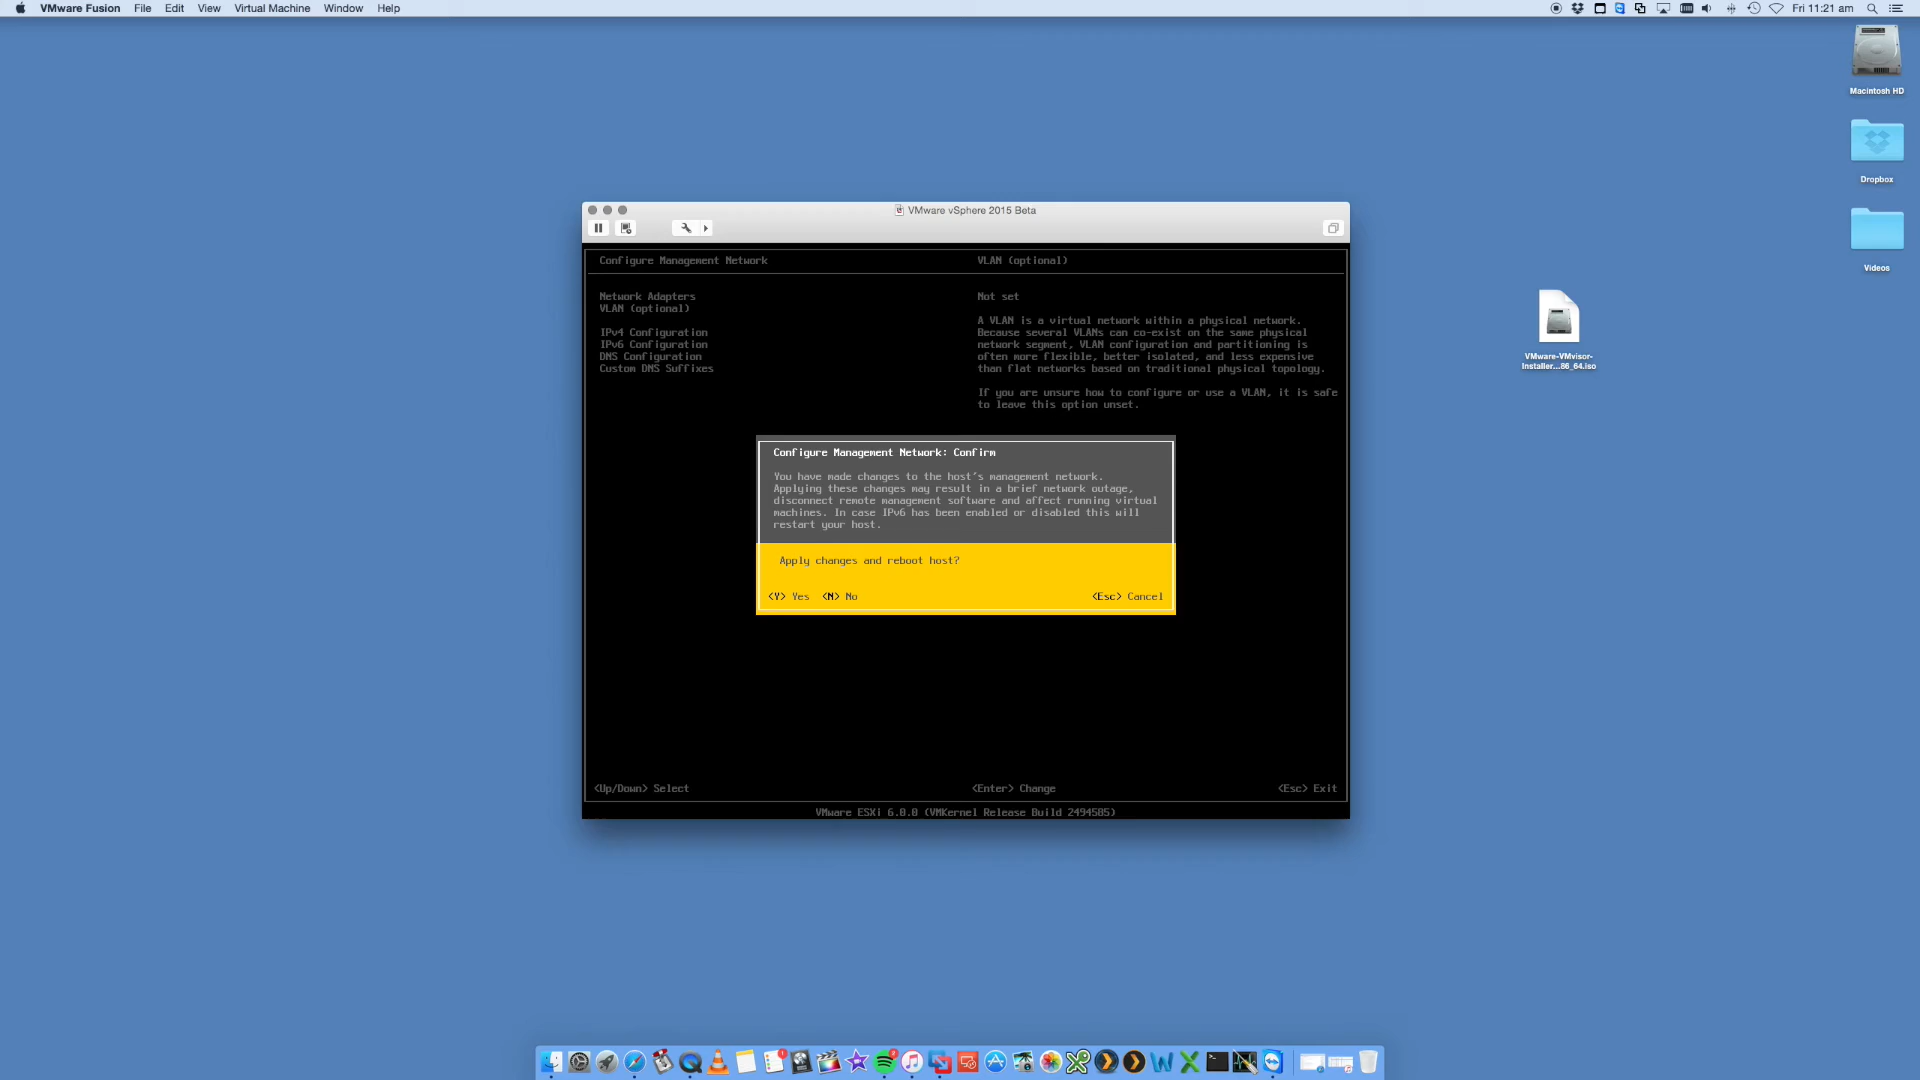 VMware Fusion File Edit View Virtual Machine Window Help
Fri 11:21 am
Macintosh HD
Dropbox
Videos
VMware-VMvisor-
Installer...86_64.iso
VMware vSphere 2015 Beta
Configure Management Network
VLAN (optional)
Network Adapters
VLAN (optional)
IPv4 Configuration
IPv6 Configuration
DNS Configuration
Custom DNS Suffixes
Not set
A VLAN is a virtual network within a physical network.
Because several VLANs can co-exist on the same physical
network segment, VLAN configuration and partitioning is
often more flexible, better isolated, and less expensive
than flat networks based on traditional physical topology.
If you are unsure how to configure or use a VLAN, it is safe
to leave this option unset.
Configure Management Network: Confirm
You have made changes to the host's management network.
Applying these changes may result in a brief network outage,
disconnect remote management software and affect running virtual
machines. In case IPv6 has been enabled or disabled this will
restart your host.
Apply changes and reboot host?
<Y> Yes <N> No <Esc> Cancel
<Up/Down> Select <Enter> Change <Esc> Exit
VMware ESXi 6.0.0 (VMKernel Release Build 2494585)